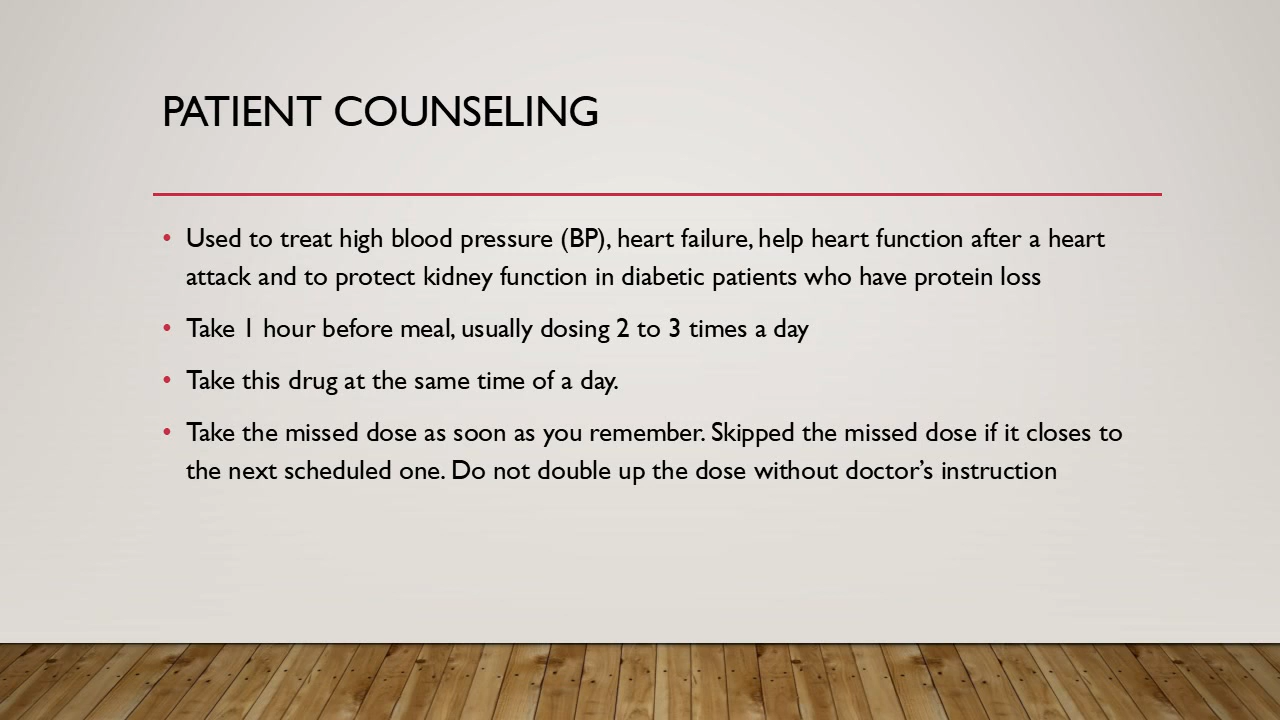 PATIENT COUNSELING
• Used to treat high blood pressure (BP), heart failure, help heart function after a heart
attack and to protect kidney function in diabetic patients who have protein loss
• Take 1 hour before meal, usually dosing 2 to 3 times a day
• Take this drug at the same time of a day.
• Take the missed dose as soon as you remember. Skipped the missed dose if it closes to
the next scheduled one. Do not double up the dose without doctor’s instruction